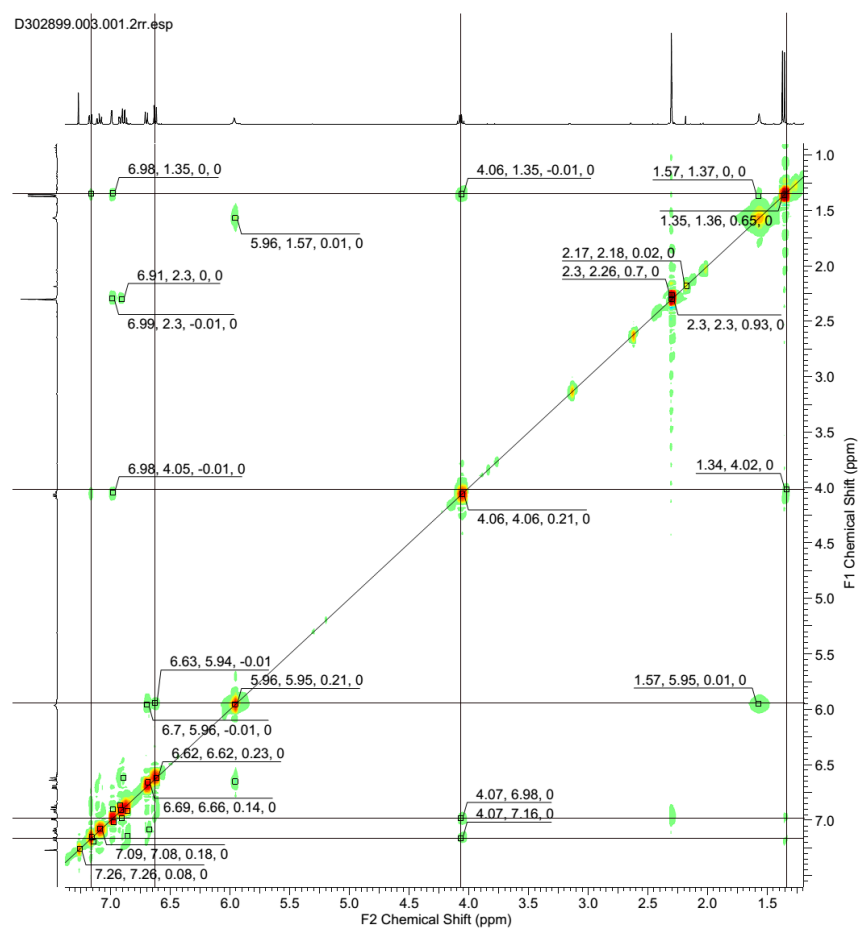 D302899.003.001.2rr.esp
6.98, 1.35, 0, 0
4.06, 1.35, -0.01, 0
1.57, 1.37, 0, 0
1.0
1.35, 1.36, 0.65, 0
1.5
5.96, 1.57, 0.01, 0
2.17, 2.18, 0.02, 0
2.0
6.91, 2.3, 0, 0
2.3, 2.26, 0.7, 0
6.99, 2.3, -0.01, 0
2.3, 2.3, 0.93, 0
2.5
3.0
3.5
6.98, 4.05, -0.01, 0
1.34, 4.02, 0
4.0
4.06, 4.06, 0.21, 0
4.5
5.0
5.5
6.63, 5.94, -0.01
5.96, 5.95, 0.21, 0
1.57, 5.95, 0.01, 0
6.0
6.7, 5.96, -0.01, 0
6.62, 6.62, 0.23, 0
6.5
6.69, 6.66, 0.14, 0
4.07, 6.98, 0
4.07, 7.16, 0
7.0
7.09, 7.08, 0.18, 0
7.26, 7.26, 0.08, 0
F1 Chemical Shift (ppm)
7.0 6.5 6.0 5.5 5.0 4.5 4.0 3.5 3.0 2.5 2.0 1.5
F2 Chemical Shift (ppm)